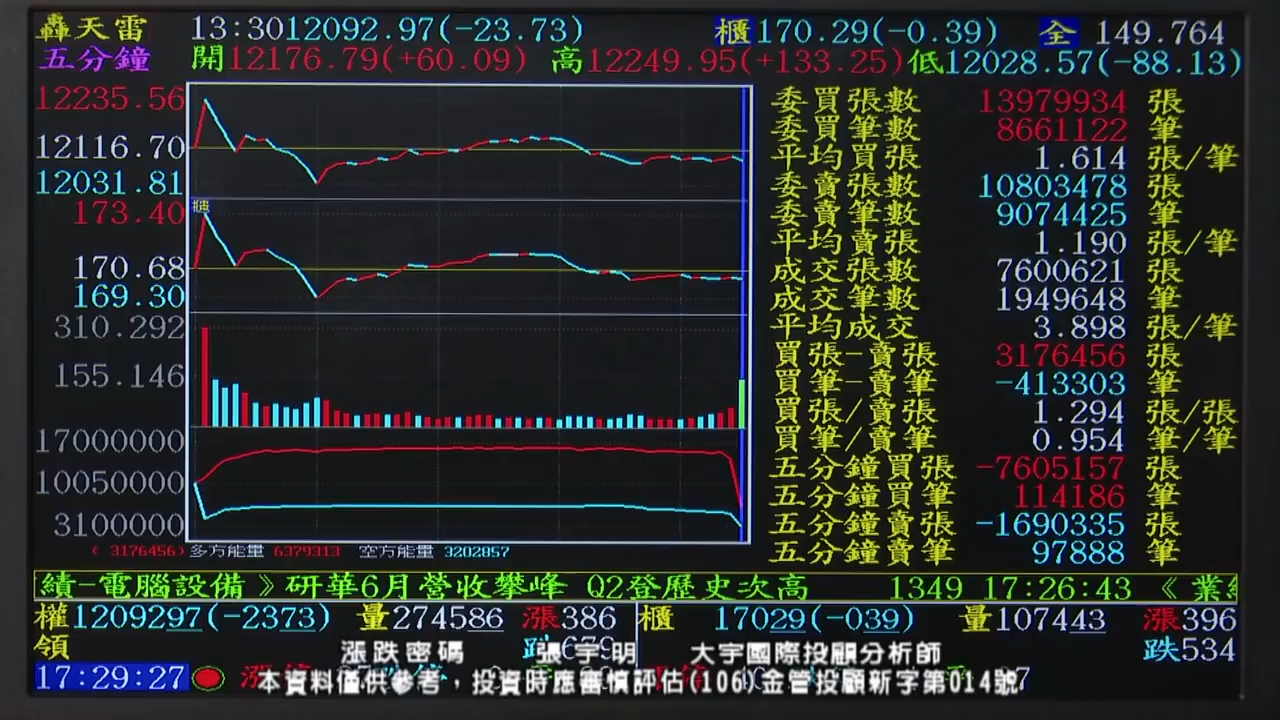 轟天雷 13:30 12092.97(-23.73) 櫃170.29(-0.39) 全 149.764
五分鐘 開12176.79(+60.09) 高12249.95(+133.25) 低12028.57(-88.13)
12235.56
12116.70
12031.81
173.40 櫃
170.68
169.30
310.292
155.146
17000000
10050000
3100000
( 3176456) 多方能量 6379313 空方能量 3202857
委買張數 13979934 張
委買筆數 8661122 筆
平均買張 1.614 張/筆
委賣張數 10803478 張
委賣筆數 9074425 筆
平均賣張 1.190 張/筆
成交張數 7600621 張
成交筆數 1949648 筆
平均成交 3.898 張/筆
買張-賣張 3176456 張
買筆-賣筆 -413303 筆
買張/賣張 1.294 張/張
買筆/賣筆 0.954 筆/筆
五分鐘買張 -7605157 張
五分鐘買筆 114186 筆
五分鐘賣張 -1690335 張
五分鐘賣筆 97888 筆
績-電腦設備 》研華6月營收攀峰 Q2登歷史次高 1349 17:26:43 《 業
權1209297(-2373) 量274586 漲386 櫃 17029(-039) 量107443 漲396
領 跌679 跌534
漲跌密碼 張宇明 大宇國際投顧分析師
17:29:27
本資料僅供參考，投資時應審慎評估(106)金管投顧新字第014號